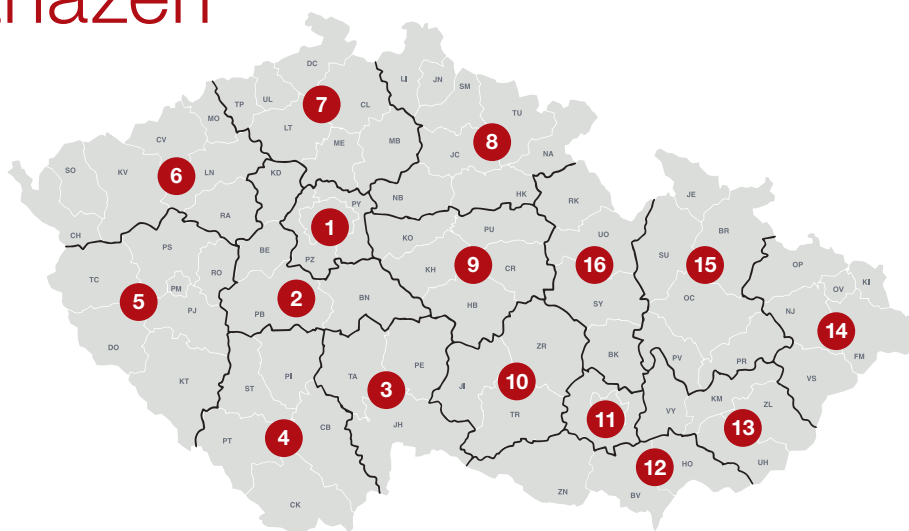 DC
LI
JN
SM
TP
UL
7
CL
TU
MO
CV
LT
ME
MB
8
JC
NA
SO
KV
6
LN
KD
NB
HK
RK
JE
RA
1
PY
CH
KO
PU
UO
BR
PS
BE
PZ
SU
15
TC
RO
KH
9
CR
16
OP
PM
5
2
BN
HB
SY
OC
OV
KI
PJ
PB
NJ
14
DO
ZR
BK
PV
PR
FM
KT
ST
PI
TA
3
PE
JI
10
VS
TR
11
VY
KM
ZL
PT
4
CB
JH
13
12
HO
UH
CK
ZN
BV